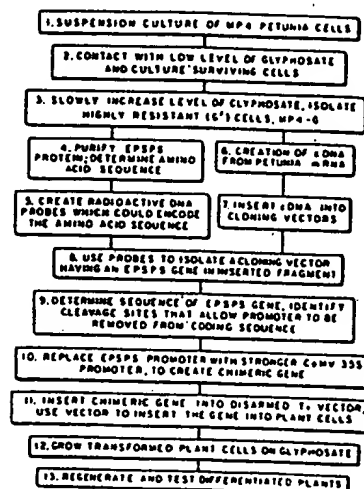 1. SUSPENSION CULTURE OF MP4 PETUNIA CELLS
2. CONTACT WITH LOW LEVEL OF GLYPHOSATE
AND CULTURE SURVIVING CELLS
3. SLOWLY INCREASE LEVEL OF GLYPHOSATE, ISOLATE
HIGHLY RESISTANT (Gʳ) CELLS, MP4-G
4. PURIFY EPSPS
PROTEIN; DETERMINE AMINO
ACID SEQUENCE
5. CREATE RADIOACTIVE DNA
PROBES WHICH COULD ENCODE
THE AMINO ACID SEQUENCE
6. CREATION OF cDNA
FROM PETUNIA mRNA
7. INSERT cDNA INTO
CLONING VECTORS
8. USE PROBES TO ISOLATE A CLONING VECTOR
HAVING AN EPSPS GENE IN INSERTED FRAGMENT
9. DETERMINE SEQUENCE OF EPSPS GENE, IDENTIFY
CLEAVAGE SITES THAT ALLOW PROMOTER TO BE
REMOVED FROM CODING SEQUENCE
10. REPLACE EPSPS PROMOTER WITH STRONGER CaMV 35S
PROMOTER, TO CREATE CHIMERIC GENE
11. INSERT CHIMERIC GENE INTO DISARMED Ti VECTOR,
USE VECTOR TO INSERT THE GENE INTO PLANT CELLS
12. GROW TRANSFORMED PLANT CELLS ON GLYPHOSATE
13. REGENERATE AND TEST DIFFERENTIATED PLANTS